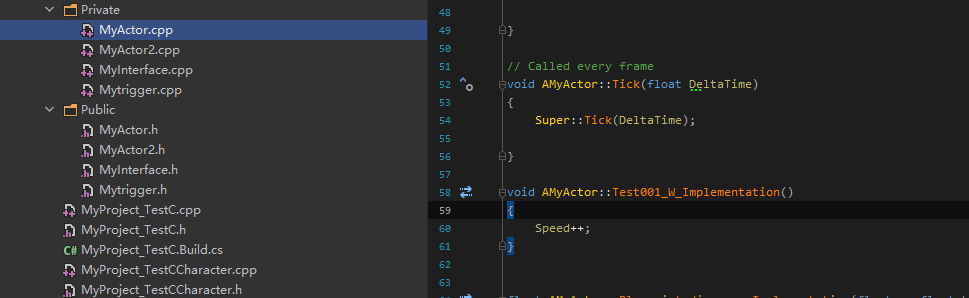 Private
MyActor.cpp
MyActor2.cpp
MyInterface.cpp
Mytrigger.cpp
Public
MyActor.h
MyActor2.h
MyInterface.h
Mytrigger.h
MyProject_TestC.cpp
MyProject_TestC.h
C# MyProject_TestC.Build.cs
MyProject_TestCCharacter.cpp
MyProject_TestCCharacter.h
48
49 }
50
51 // Called every frame
52 void AMyActor::Tick(float DeltaTime)
53 {
54 Super::Tick(DeltaTime);
55
56 }
57
58 void AMyActor::Test001_W_Implementation()
59 {
60 Speed++;
61 }
62
63